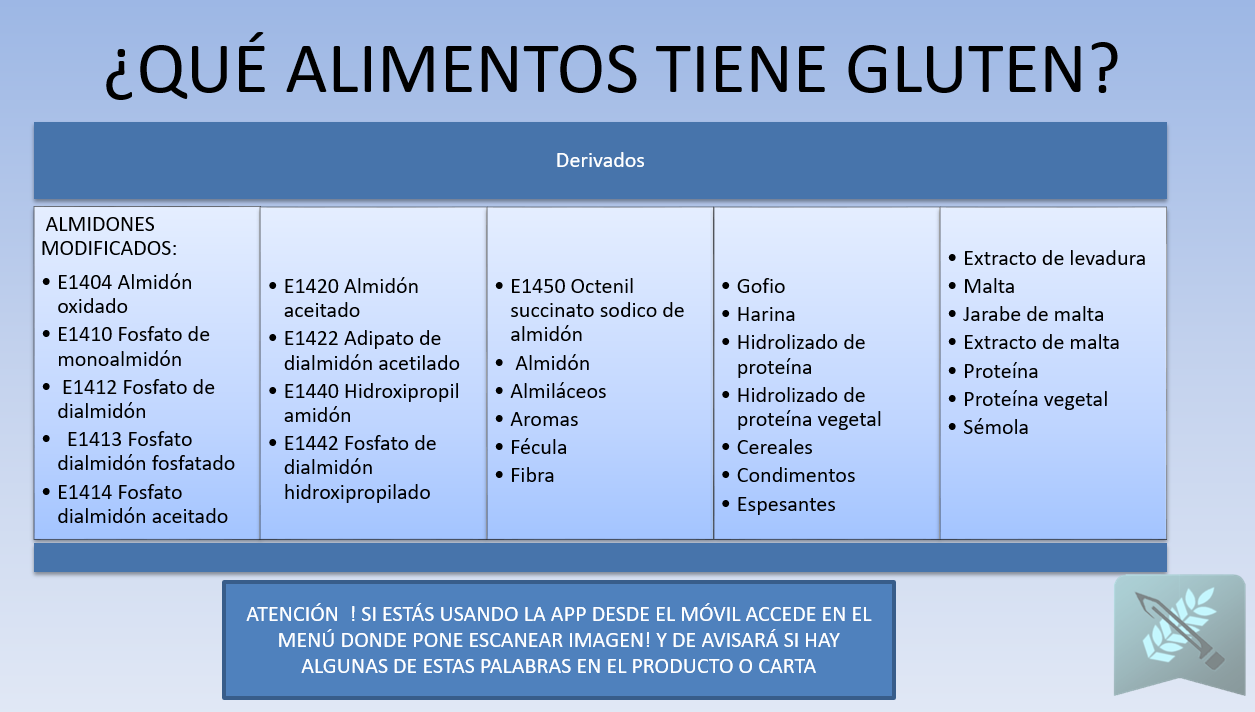 ¿QUÉ ALIMENTOS TIENE GLUTEN?
Derivados
ALMIDONES
MODIFICADOS:
• E1404 Almidón
oxidado
• E1410 Fosfato de
monoalmidón
• E1412 Fosfato de
dialmidón
• E1413 Fosfato
dialmidón fosfatado
• E1414 Fosfato
dialmidón aceitado
• E1420 Almidón
aceitado
• E1422 Adipato de
dialmidón acetilado
• E1440 Hidroxipropil
amidón
• E1442 Fosfato de
dialmidón
hidroxipropilado
• E1450 Octenil
succinato sodico de
almidón
• Almidón
• Almiláceos
• Aromas
• Fécula
• Fibra
• Gofio
• Harina
• Hidrolizado de
proteína
• Hidrolizado de
proteína vegetal
• Cereales
• Condimentos
• Espesantes
• Extracto de levadura
• Malta
• Jarabe de malta
• Extracto de malta
• Proteína
• Proteína vegetal
• Sémola
ATENCIÓN ! SI ESTÁS USANDO LA APP DESDE EL MÓVIL ACCEDE EN EL
MENÚ DONDE PONE ESCANEAR IMAGEN! Y DE AVISARÁ SI HAY
ALGUNAS DE ESTAS PALABRAS EN EL PRODUCTO O CARTA